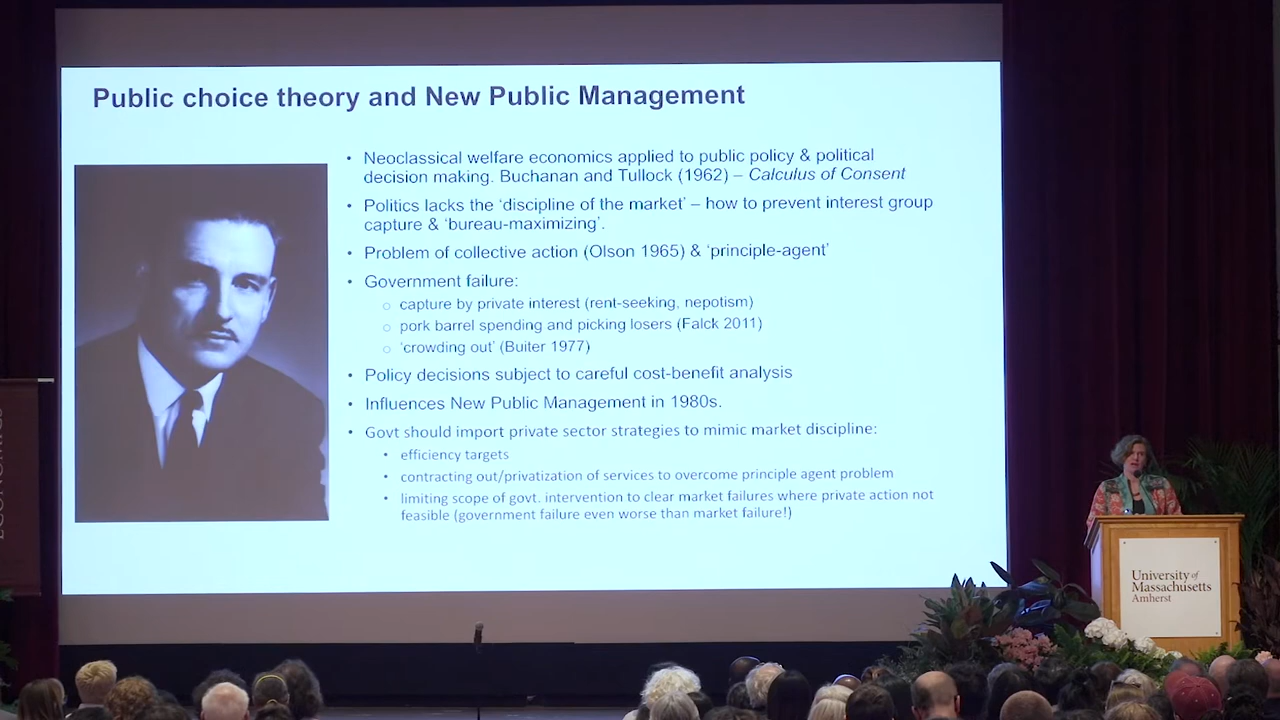 Public choice theory and New Public Management
• Neoclassical welfare economics applied to public policy & political
decision making. Buchanan and Tullock (1962) – Calculus of Consent
• Politics lacks the ‘discipline of the market’ – how to prevent interest group
capture & ‘bureau-maximizing’.
• Problem of collective action (Olson 1965) & ‘principle-agent’
• Government failure:
○ capture by private interest (rent-seeking, nepotism)
○ pork barrel spending and picking losers (Falck 2011)
○ ‘crowding out’ (Buiter 1977)
• Policy decisions subject to careful cost-benefit analysis
• Influences New Public Management in 1980s.
• Govt should import private sector strategies to mimic market discipline:
• efficiency targets
• contracting out/privatization of services to overcome principle agent problem
• limiting scope of govt. intervention to clear market failures where private action not
feasible (government failure even worse than market failure!)
ECONOMICS
University of
Massachusetts
Amherst